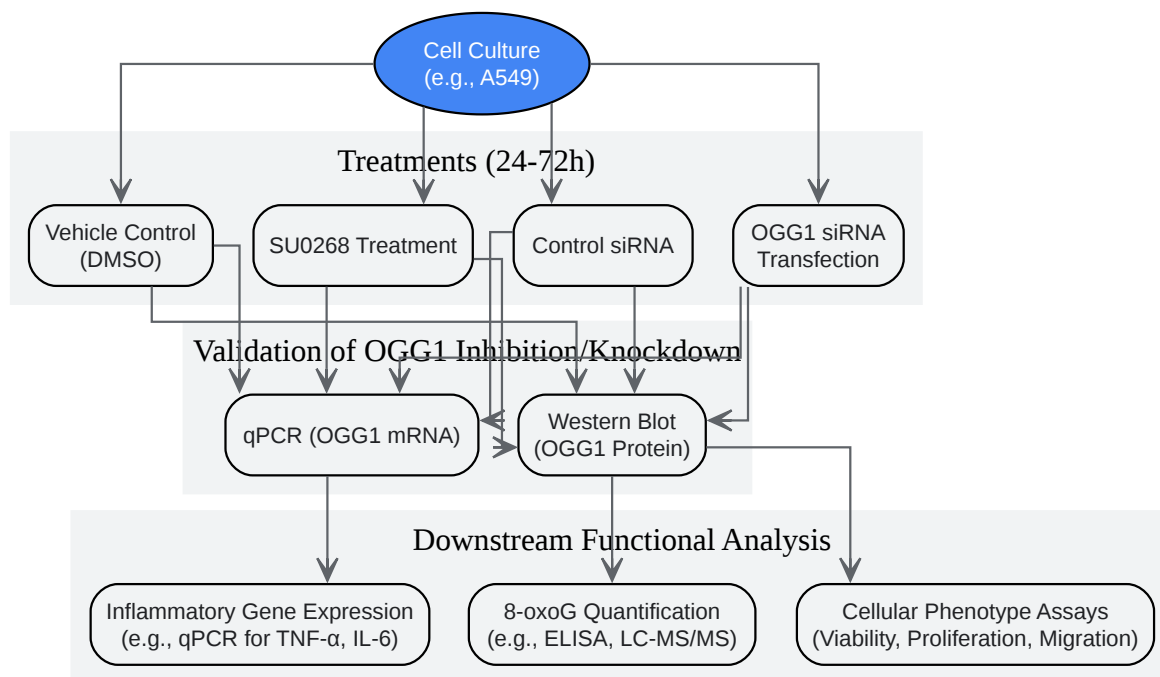 Cell Culture
(e.g., A549)
Treatments (24-72h)
Vehicle Control
(DMSO)
SU0268 Treatment
Control siRNA
OGG1 siRNA
Transfection
Validation of OGG1 Inhibition/Knockdown
qPCR (OGG1 mRNA)
Western Blot
(OGG1 Protein)
Downstream Functional Analysis
Inflammatory Gene Expression
(e.g., qPCR for TNF-α, IL-6)
8-oxoG Quantification
(e.g., ELISA, LC-MS/MS)
Cellular Phenotype Assays
(Viability, Proliferation, Migration)